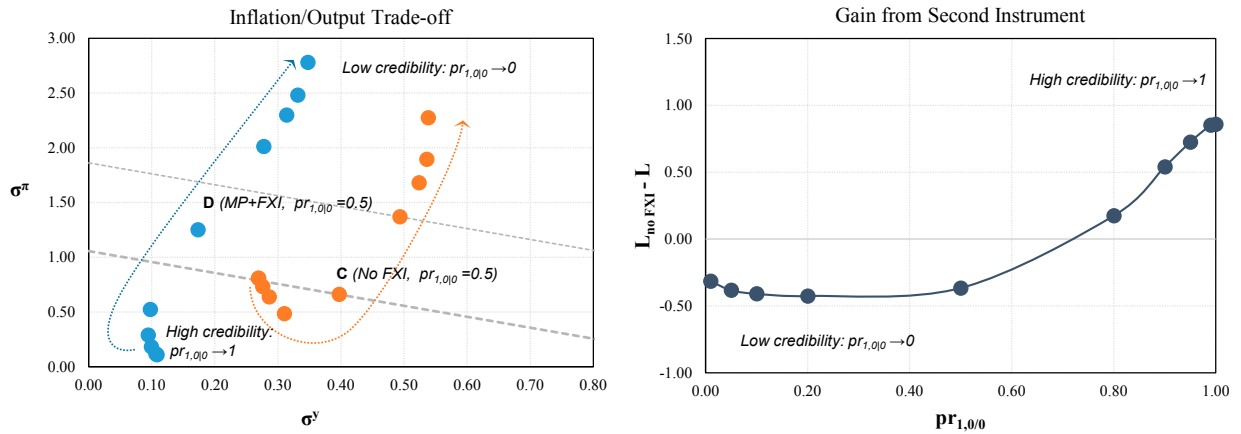 Inflation/Output Trade-off
σπ
3.00
2.50
2.00
1.50
1.00
0.50
0.00
0.00 0.10 0.20 0.30 0.40 0.50 0.60 0.70 0.80
σy
Low credibility: pr1,0|0 →0
D (MP+FXI, pr1,0|0 =0.5)
C (No FXI, pr1,0|0 =0.5)
High credibility:
pr1,0|0 →1
Gain from Second Instrument
Lno FXI - L
1.50
1.00
0.50
0.00
-0.50
-1.00
0.00 0.20 0.40 0.60 0.80 1.00
pr1,0/0
High credibility: pr1,0|0 →1
Low credibility: pr1,0|0 →0